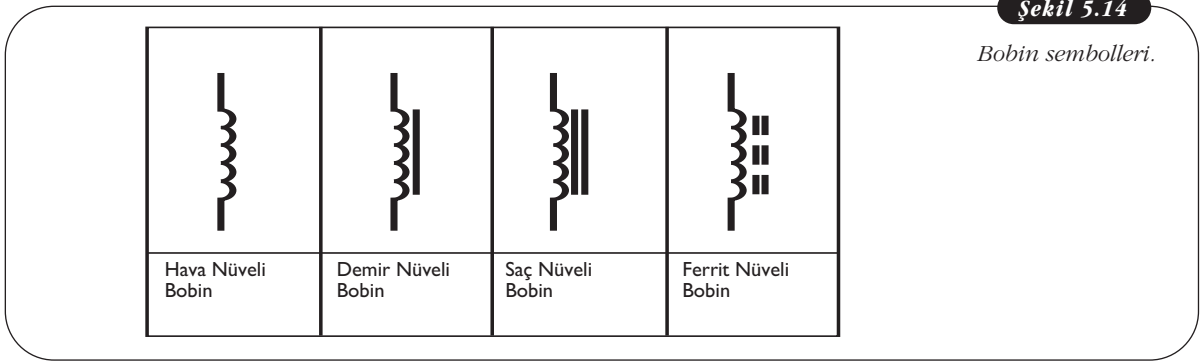 Şekil 5.14
Bobin sembolleri.
Hava Nüveli
Bobin
Demir Nüveli
Bobin
Saç Nüveli
Bobin
Ferrit Nüveli
Bobin